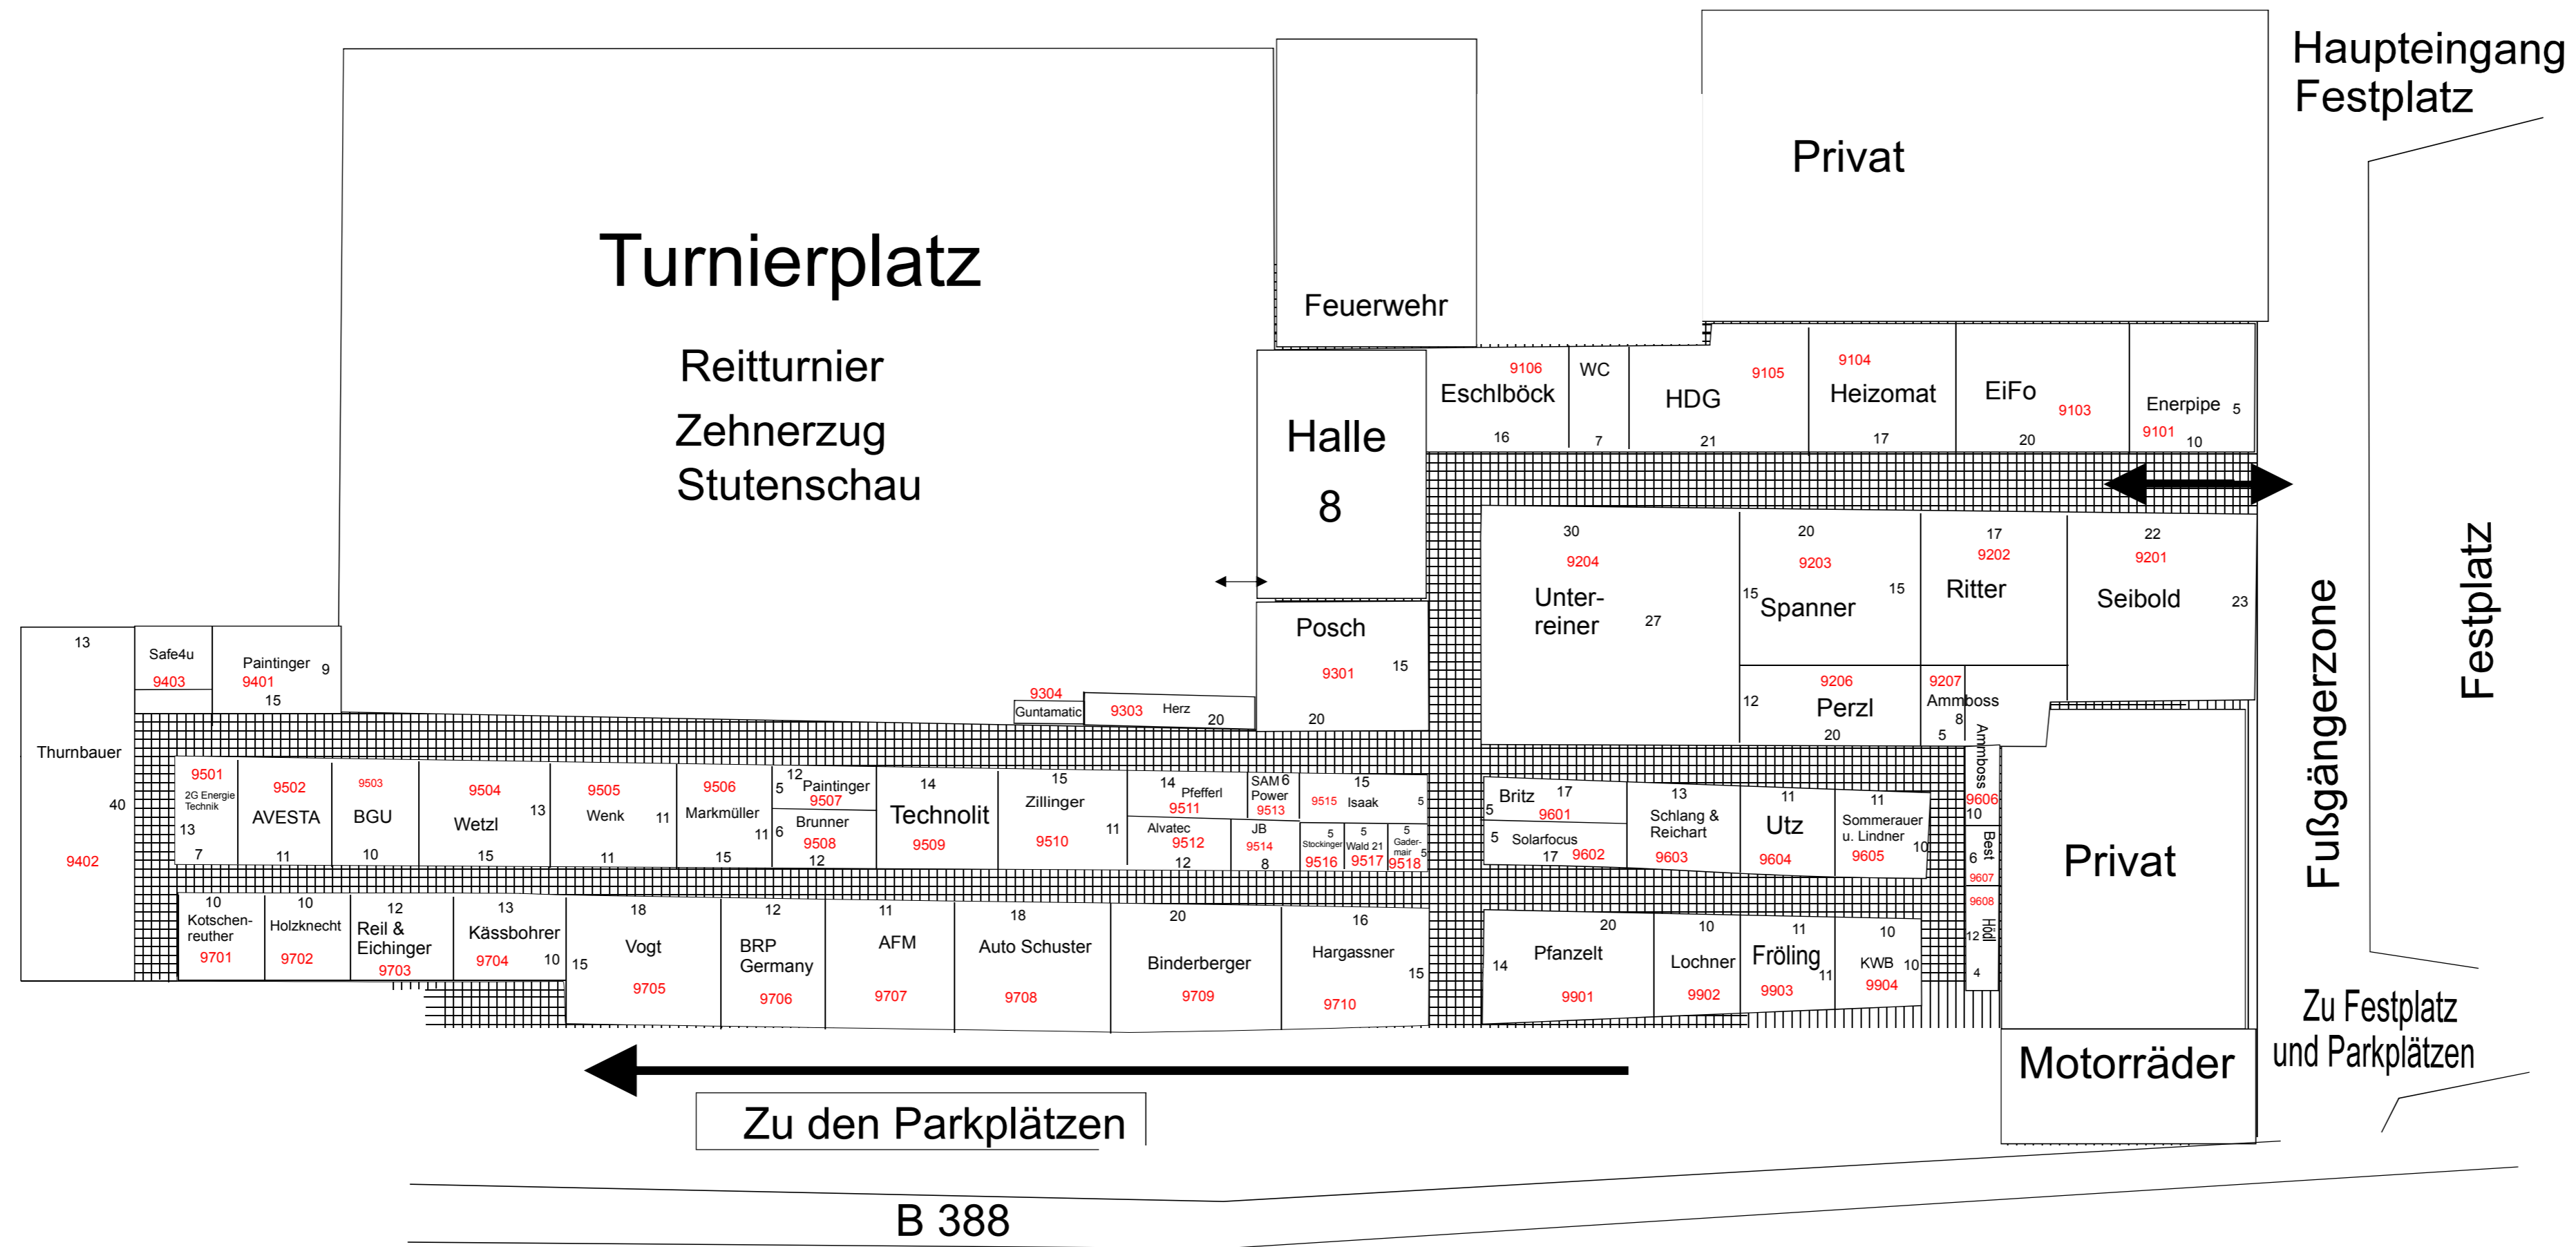 Haupteingang
Festplatz
Privat
Turnierplatz
Reitturnier
Zehnerzug
Stutenschau
Feuerwehr
Halle
8
9106
Eschlböck
16
WC
7
9105
HDG
21
9104
Heizomat
17
EiFo
9103
20
Enerpipe 5
9101
10
30
9204
Unter-
reiner
27
20
9203
15
15
Spanner
17
9202
Ritter
22
9201
Seibold
23
Fußgängerzone
Festplatz
Posch
9301
15
20
9304
Guntamatic
9303 Herz
20
12
9206
Perzl
20
9207
Ammboss
8
5
13
Thurnbauer
40
9402
Safe4u
9403
Paintinger 9
9401
15
9501
2G Energie
Technik
13
7
9502
AVESTA
11
9503
BGU
10
9504
13
Wetzl
15
9505
Wenk
11
11
9506
Markmüller
11
15
12
5 Paintinger
9507
Brunner
6
9508
12
14
Technolit
9509
15
Zillinger
11
9510
14
Pfefferl
9511
Alvatec
9512
12
SAM 6
Power
9513
JB
9514
8
15
9515 Isaak 5
5
Stockinger
9516
5
Wald 21
9517
5
Gader-
mair 5
9518
Britz 17
5
9601
5
Solarfocus
17 9602
13
Schlang &
Reichart
9603
11
Utz
9604
11
Sommerauer
u. Lindner
10
9605
Ammboss
9606
10
Best
6
9607
9608
Hödl
12
4
Privat
10
Kotschen-
reuther
9701
10
Holzknecht
9702
12
Reil &
Eichinger
9703
13
Kässbohrer
9704 10
18
Vogt
15
9705
12
BRP
Germany
9706
11
AFM
9707
18
Auto Schuster
9708
20
Binderberger
9709
16
Hargassner
15
9710
20
Pfanzelt
14
9901
10
Lochner
9902
11
Fröling
11
9903
10
KWB 10
9904
Zu Festplatz
und Parkplätzen
Motorräder
Zu den Parkplätzen
B 388